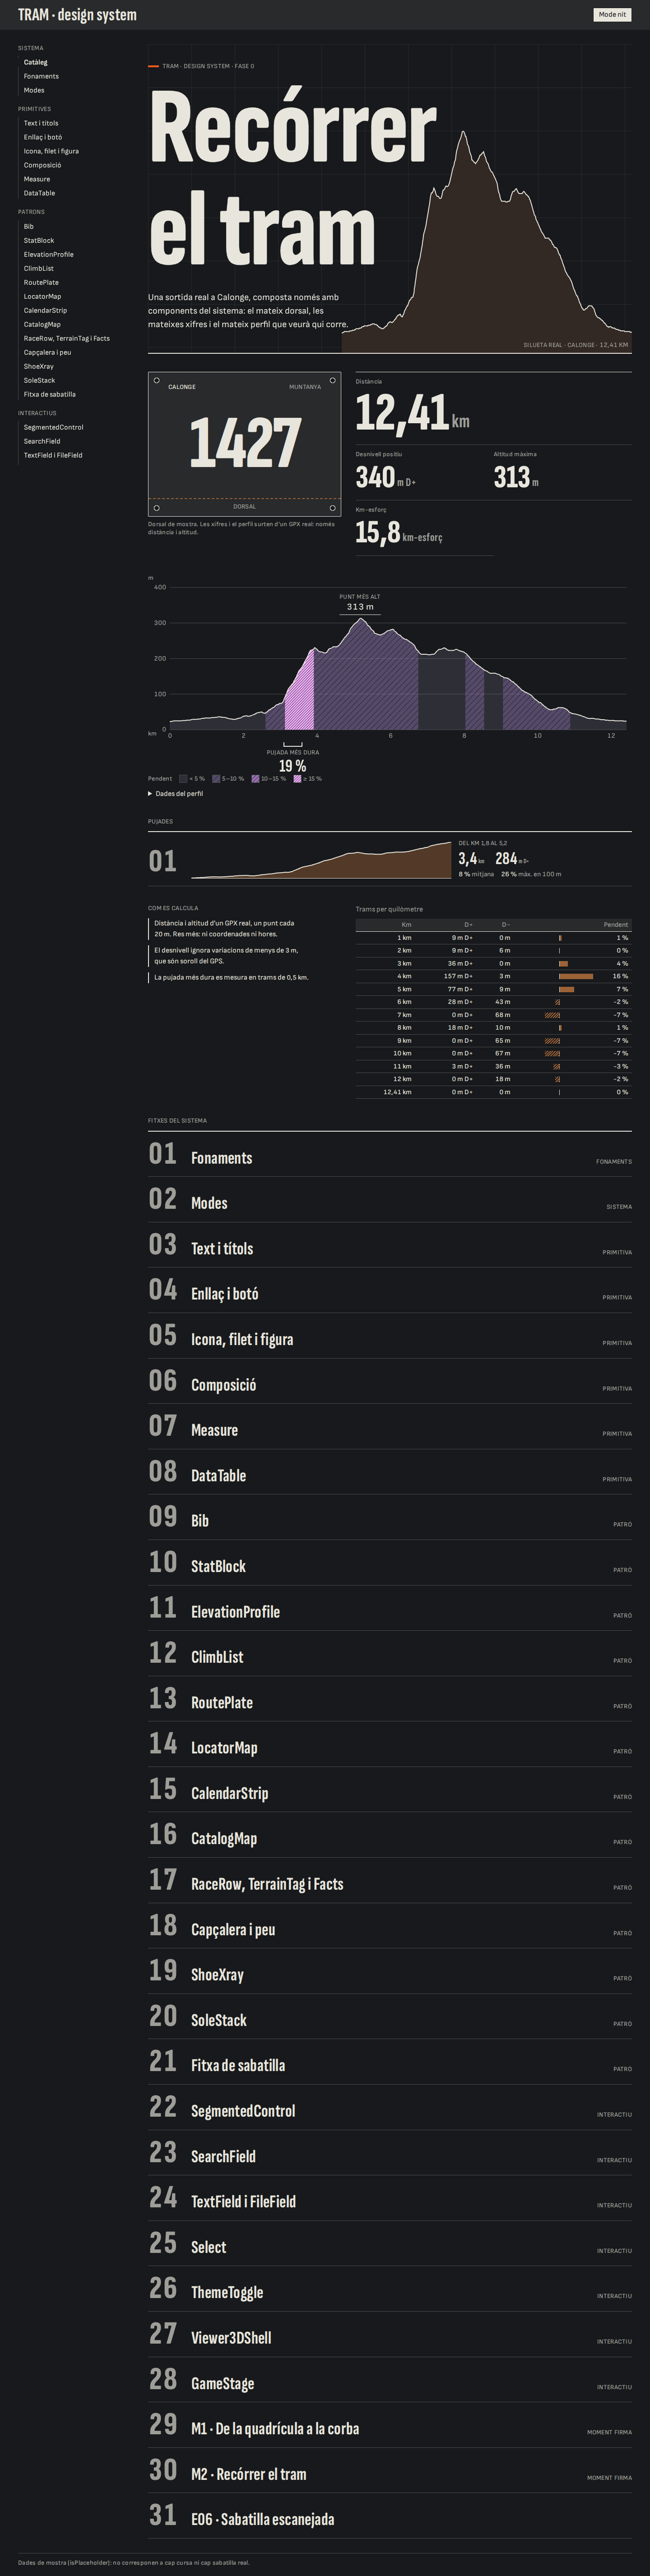 TRAM · design system
Mode nit
SISTEMA
Catàleg
Fonaments
Modes
PRIMITIVES
Text i títols
Enllaç i botó
Icona, filet i figura
Composició
Measure
DataTable
PATRONS
Bib
StatBlock
ElevationProfile
ClimbList
RoutePlate
LocatorMap
CalendarStrip
CatalogMap
RaceRow, TerrainTag i Facts
Capçalera i peu
ShoeXray
SoleStack
Fitxa de sabatilla
INTERACTIUS
SegmentedControl
SearchField
TextField i FileField
TRAM · DESIGN SYSTEM · FASE 0
Recórrer
el tram
Una sortida real a Calonge, composta només amb
components del sistema: el mateix dorsal, les
mateixes xifres i el mateix perfil que veurà qui corre.
SILUETA REAL · CALONGE · 12,41 KM
CALONGE
MUNTANYA
1427
DORSAL
Dorsal de mostra. Les xifres i el perfil surten d'un GPX real: només
distància i altitud.
Distància
12,41 km
Desnivell positiu
340 m D+
Altitud màxima
313 m
Km-esforç
15,8 km-esforç
m
400
300
200
100
0
km
0
2
4
6
8
10
12
PUNT MÉS ALT
313 m
PUJADA MÉS DURA
19 %
Pendent
< 5 %
5–10 %
10–15 %
≥ 15 %
Dades del perfil
PUJADES
01
DEL KM 1,8 AL 5,2
3,4 km 284 m D+
8 % mitjana 26 % màx. en 100 m
COM ES CALCULA
Distància i altitud d'un GPX real, un punt cada
20 m. Res més: ni coordenades ni hores.
El desnivell ignora variacions de menys de 3 m,
que són soroll del GPS.
La pujada més dura es mesura en trams de 0,5 km.
Trams per quilòmetre
Km D+ D− Pendent
1 km 9 m D+ 0 m 1 %
2 km 9 m D+ 6 m 0 %
3 km 36 m D+ 0 m 4 %
4 km 157 m D+ 3 m 16 %
5 km 77 m D+ 9 m 7 %
6 km 28 m D+ 43 m −2 %
7 km 0 m D+ 68 m −7 %
8 km 18 m D+ 10 m 1 %
9 km 0 m D+ 65 m −7 %
10 km 0 m D+ 67 m −7 %
11 km 3 m D+ 36 m −3 %
12 km 0 m D+ 18 m −2 %
12,41 km 0 m D+ 0 m 0 %
FITXES DEL SISTEMA
01 Fonaments FONAMENTS
02 Modes SISTEMA
03 Text i títols PRIMITIVA
04 Enllaç i botó PRIMITIVA
05 Icona, filet i figura PRIMITIVA
06 Composició PRIMITIVA
07 Measure PRIMITIVA
08 DataTable PRIMITIVA
09 Bib PATRÓ
10 StatBlock PATRÓ
11 ElevationProfile PATRÓ
12 ClimbList PATRÓ
13 RoutePlate PATRÓ
14 LocatorMap PATRÓ
15 CalendarStrip PATRÓ
16 CatalogMap PATRÓ
17 RaceRow, TerrainTag i Facts PATRÓ
18 Capçalera i peu PATRÓ
19 ShoeXray PATRÓ
20 SoleStack PATRÓ
21 Fitxa de sabatilla PATRÓ
22 SegmentedControl INTERACTIU
23 SearchField INTERACTIU
24 TextField i FileField INTERACTIU
25 Select INTERACTIU
26 ThemeToggle INTERACTIU
27 Viewer3DShell INTERACTIU
28 GameStage INTERACTIU
29 M1 · De la quadrícula a la corba MOMENT FIRMA
30 M2 · Recórrer el tram MOMENT FIRMA
31 E06 · Sabatilla escanejada
Dades de mostra (isPlaceholder): no corresponen a cap cursa ni cap sabatilla real.